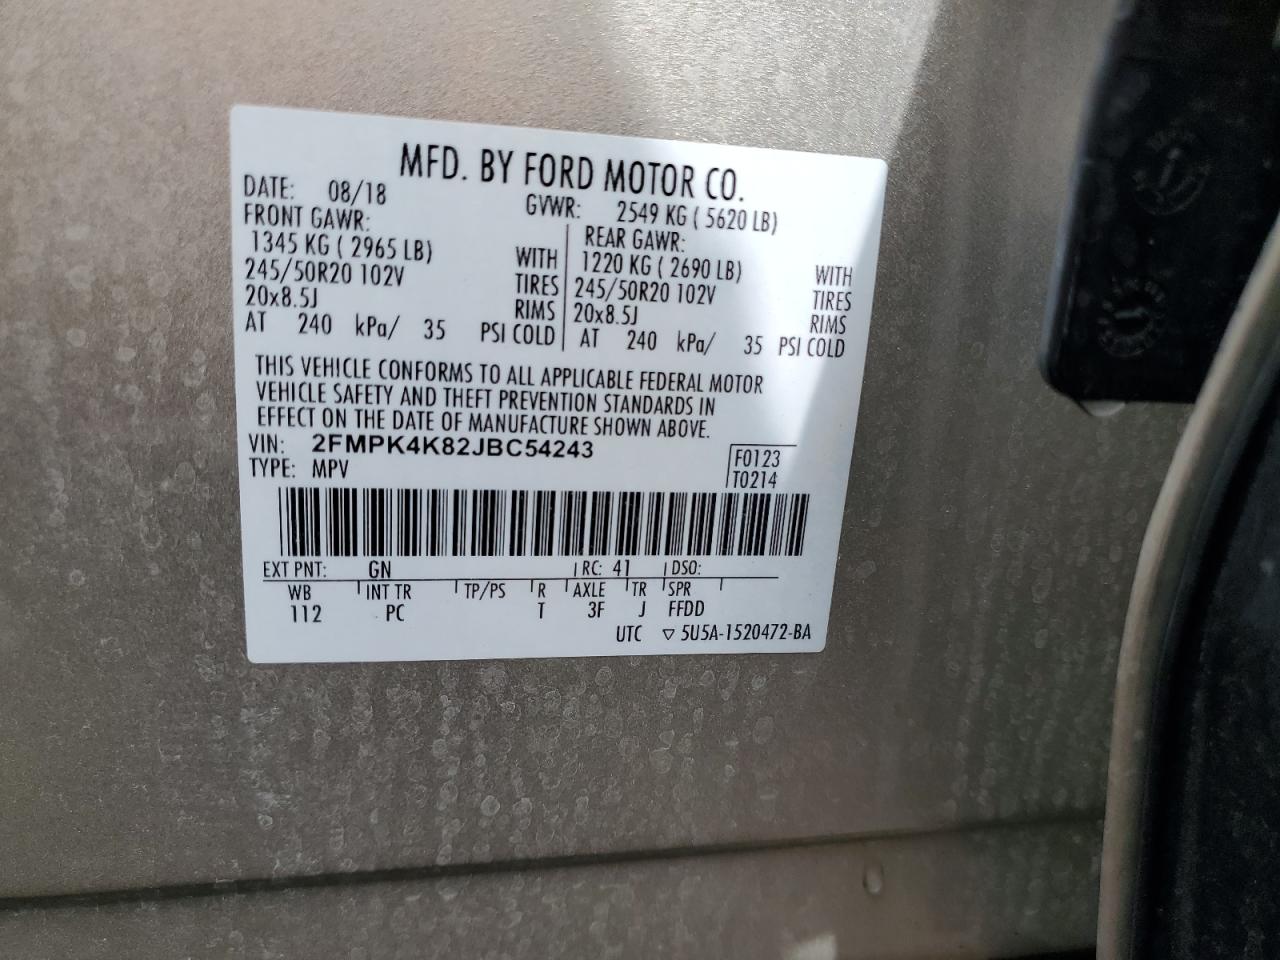 MFD. BY FORD MOTOR CO.
DATE: 08/18 GVWR: 2549 KG ( 5620 LB)
FRONT GAWR:
1345 KG ( 2965 LB) WITH
245/50R20 102V TIRES
20x8.5J RIMS
AT 240 kPa/ 35 PSI COLD
REAR GAWR:
1220 KG ( 2690 LB) WITH
245/50R20 102V TIRES
20x8.5J RIMS
AT 240 kPa/ 35 PSI COLD
THIS VEHICLE CONFORMS TO ALL APPLICABLE FEDERAL MOTOR
VEHICLE SAFETY AND THEFT PREVENTION STANDARDS IN
EFFECT ON THE DATE OF MANUFACTURE SHOWN ABOVE.
VIN: 2FMPK4K82JBC54243
TYPE: MPV
F0123
T0214
EXT PNT: GN RC: 41 DSO:
WB INT TR TP/PS R AXLE TR SPR
112 PC T 3F J FFDD
UTC ▽ 5U5A-1520472-BA